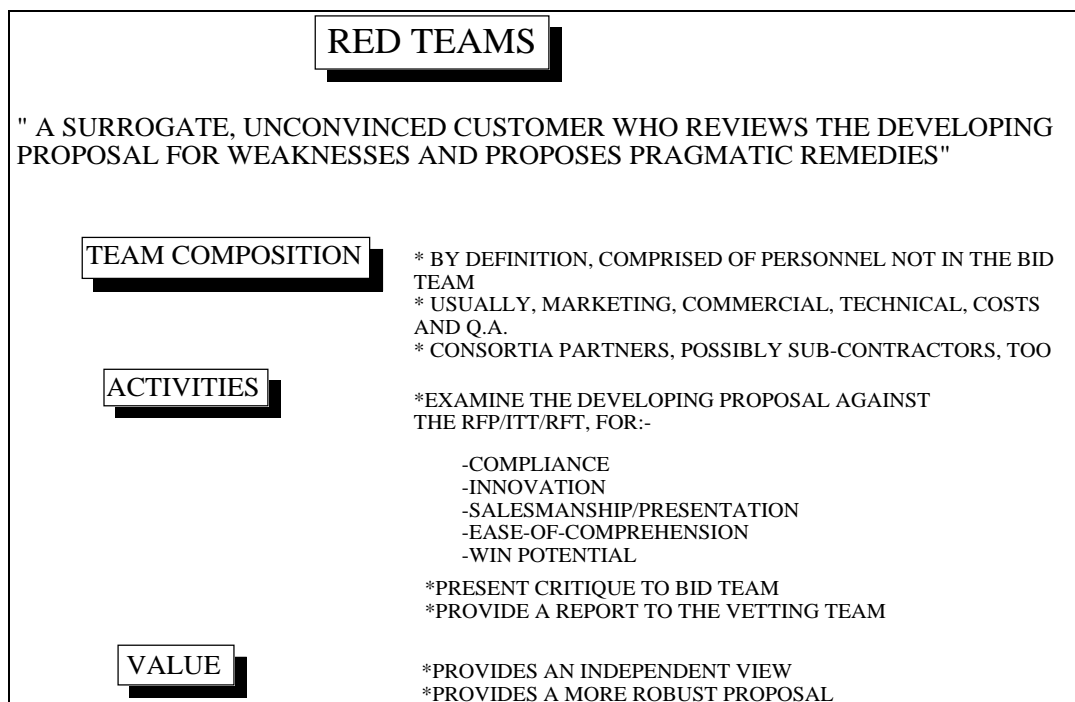 RED TEAMS
" A SURROGATE, UNCONVINCED CUSTOMER WHO REVIEWS THE DEVELOPING
PROPOSAL FOR WEAKNESSES AND PROPOSES PRAGMATIC REMEDIES"
TEAM COMPOSITION
* BY DEFINITION, COMPRISED OF PERSONNEL NOT IN THE BID
TEAM
* USUALLY, MARKETING, COMMERCIAL, TECHNICAL, COSTS
AND Q.A.
* CONSORTIA PARTNERS, POSSIBLY SUB-CONTRACTORS, TOO
ACTIVITIES
*EXAMINE THE DEVELOPING PROPOSAL AGAINST
THE RFP/ITT/RFT, FOR:-
-COMPLIANCE
-INNOVATION
-SALESMANSHIP/PRESENTATION
-EASE-OF-COMPREHENSION
-WIN POTENTIAL
*PRESENT CRITIQUE TO BID TEAM
*PROVIDE A REPORT TO THE VETTING TEAM
VALUE
*PROVIDES AN INDEPENDENT VIEW
*PROVIDES A MORE ROBUST PROPOSAL